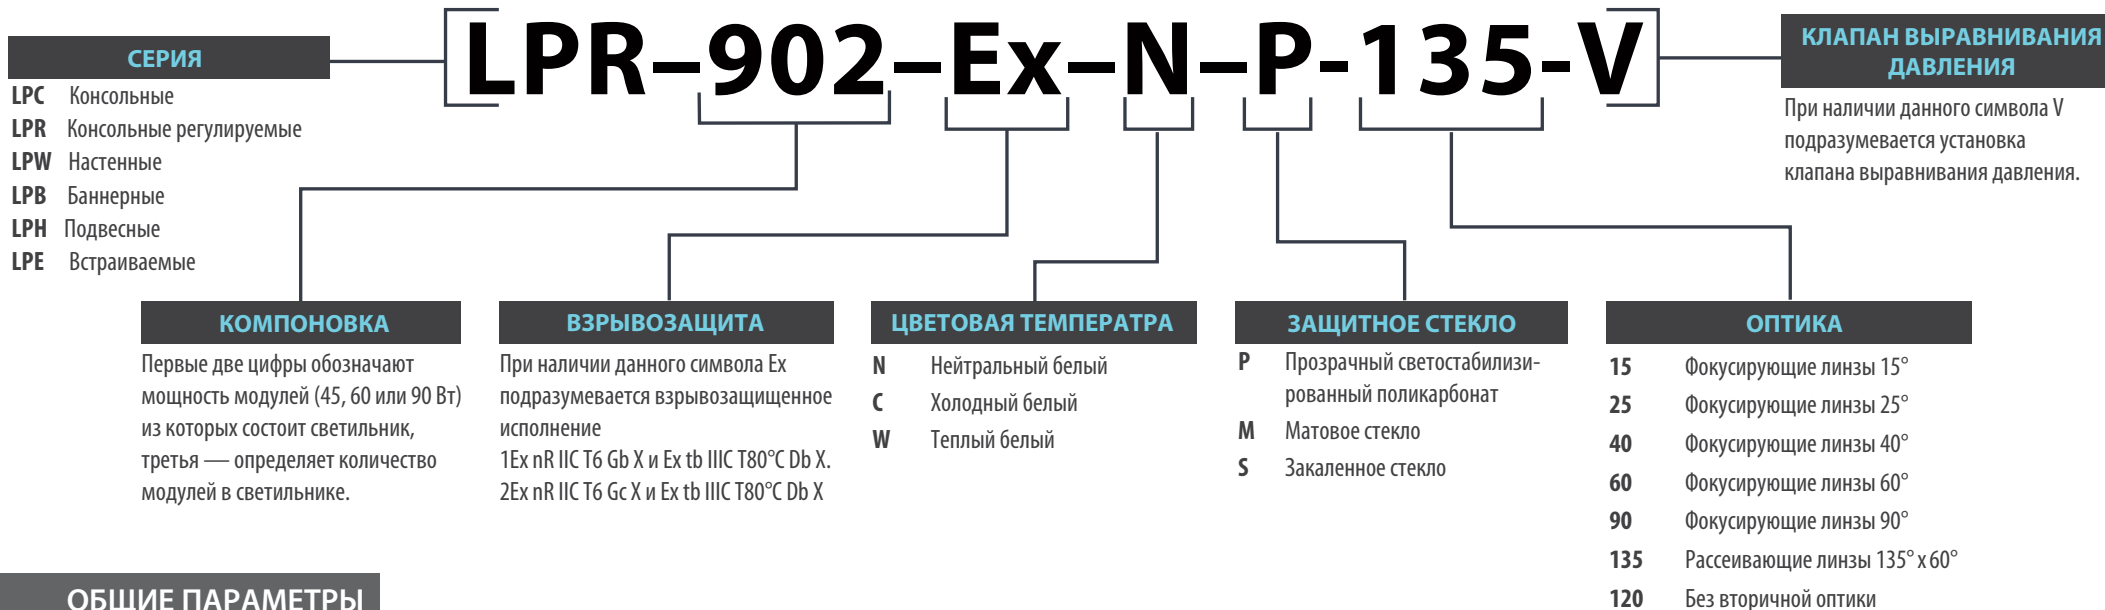 LPR–902–Ex–N–P-135-V
СЕРИЯ
LPC Консольные
LPR Консольные регулируемые
LPW Настенные
LPB Баннерные
LPH Подвесные
LPE Встраиваемые
КЛАПАН ВЫРАВНИВАНИЯ
ДАВЛЕНИЯ
При наличии данного символа V
подразумевается установка
клапана выравнивания давления.
КОМПОНОВКА
Первые две цифры обозначают
мощность модулей (45, 60 или 90 Вт)
из которых состоит светильник,
третья — определяет количество
модулей в светильнике.
ВЗРЫВОЗАЩИТА
При наличии данного символа Ex
подразумевается взрывозащищенное
исполнение
1Ex nR IIC T6 Gb X и Ex tb IIIC T80°C Db X.
2Ex nR IIC T6 Gc X и Ex tb IIIC T80°C Db X
ЦВЕТОВАЯ ТЕМПЕРАТРА
N Нейтральный белый
C Холодный белый
W Теплый белый
ЗАЩИТНОЕ СТЕКЛО
P Прозрачный светостабилизи-
рованный поликарбонат
M Матовое стекло
S Закаленное стекло
ОПТИКА
15 Фокусирующие линзы 15°
25 Фокусирующие линзы 25°
40 Фокусирующие линзы 40°
60 Фокусирующие линзы 60°
90 Фокусирующие линзы 90°
135 Рассеивающие линзы 135° x 60°
120 Без вторичной оптики
ОБЩИЕ ПАРАМЕТРЫ